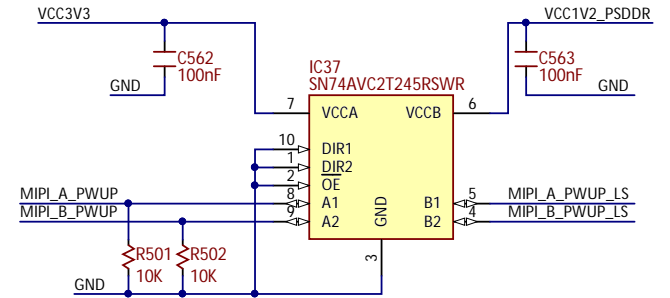 VCC3V3
VCC1V2_PSDDR
C562
100nF
C563
100nF
GND
GND
IC37
SN74AVC2T245RSWR
7
VCCA
VCCB
6
10
DIR1
1
DIR2
2
OE
MIPI_A_PWUP
8
A1
B1
5
MIPI_A_PWUP_LS
MIPI_B_PWUP
9
A2
B2
4
MIPI_B_PWUP_LS
GND
3
R501
10K
R502
10K
GND